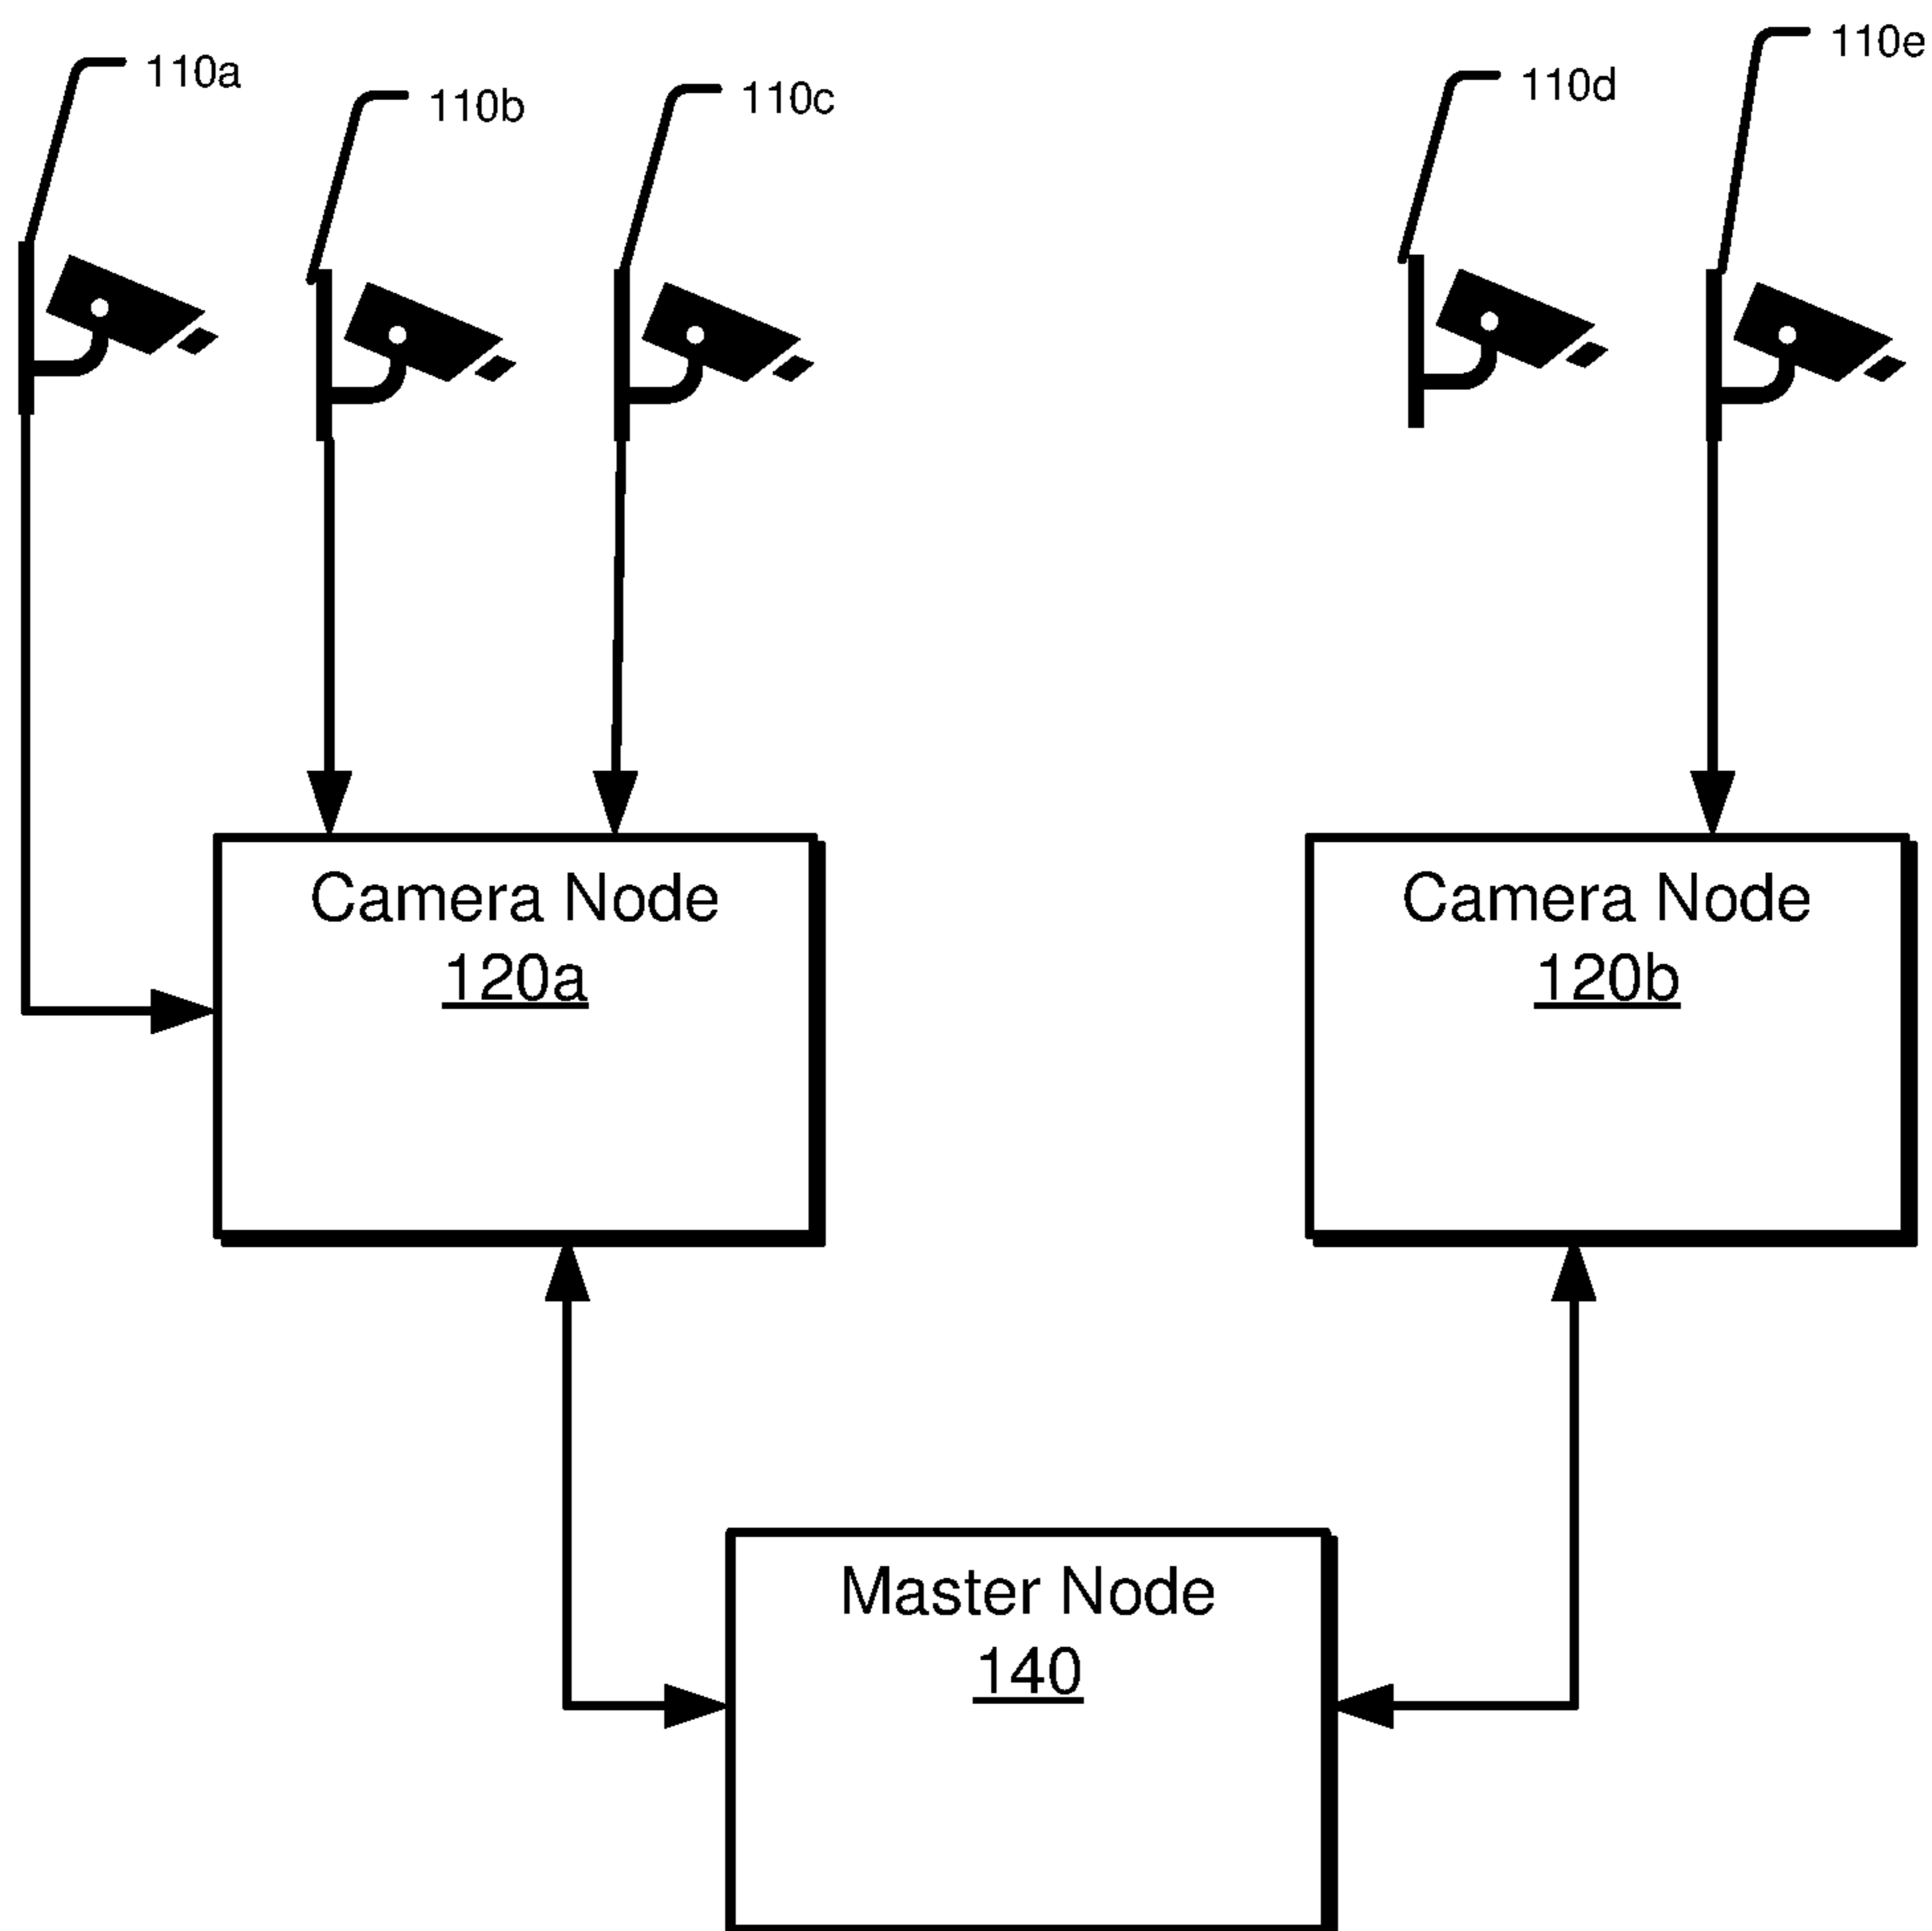 110a
110b
110c
110d
110e
Camera Node
120a
Camera Node
120b
Master Node
140